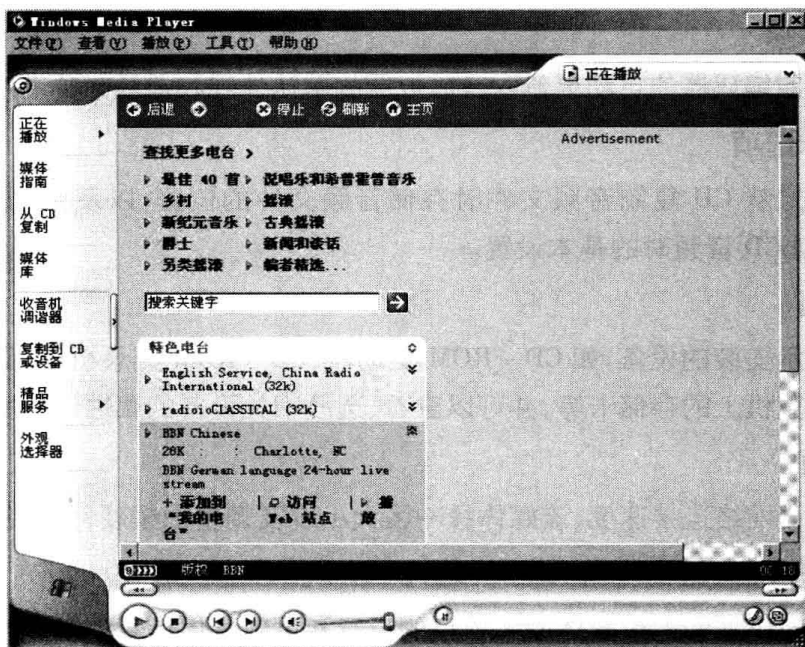 Windows Media Player
文件(F) 查看(V) 播放(P) 工具(T) 帮助(H)
正在播放
后退 停止 刷新 主页
正在
播放
媒体
指南
从 CD
复制
媒体
库
收音机
调谐器
复制到 CD
或设备
精品
服务
外观
选择器
Advertisement
查找更多电台
最佳 40 首 说唱乐和希普霍普音乐
乡村 摇滚
新纪元音乐 古典摇滚
爵士 新闻和谈话
另类摇滚 编者精选...
搜索关键字
特色电台
English Service, China Radio
International (32k)
radioioCLASSICAL (32k)
BBN Chinese
20K : : Charlotte, NC
BBN German language 24-hour live
stream
+ 添加到 | 访问 | 播
"我的电 Web 站点 放
台"
版权 BBN